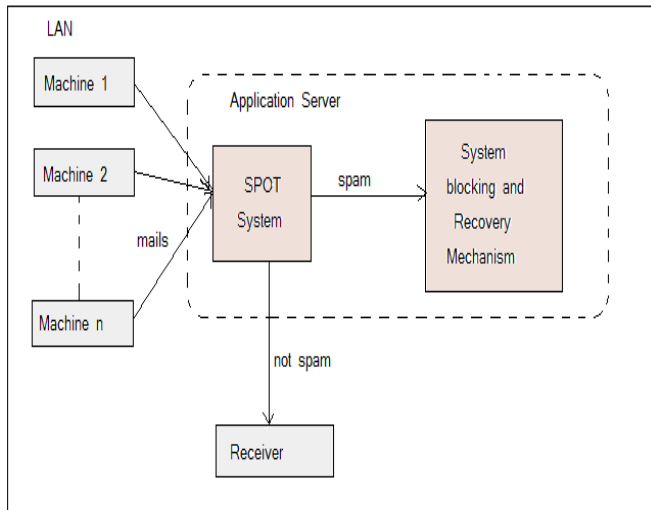 LAN
Machine 1
Application Server
Machine 2
SPOT
System
spam
System
blocking and
Recovery
Mechanism
mails
Machine n
not spam
Receiver